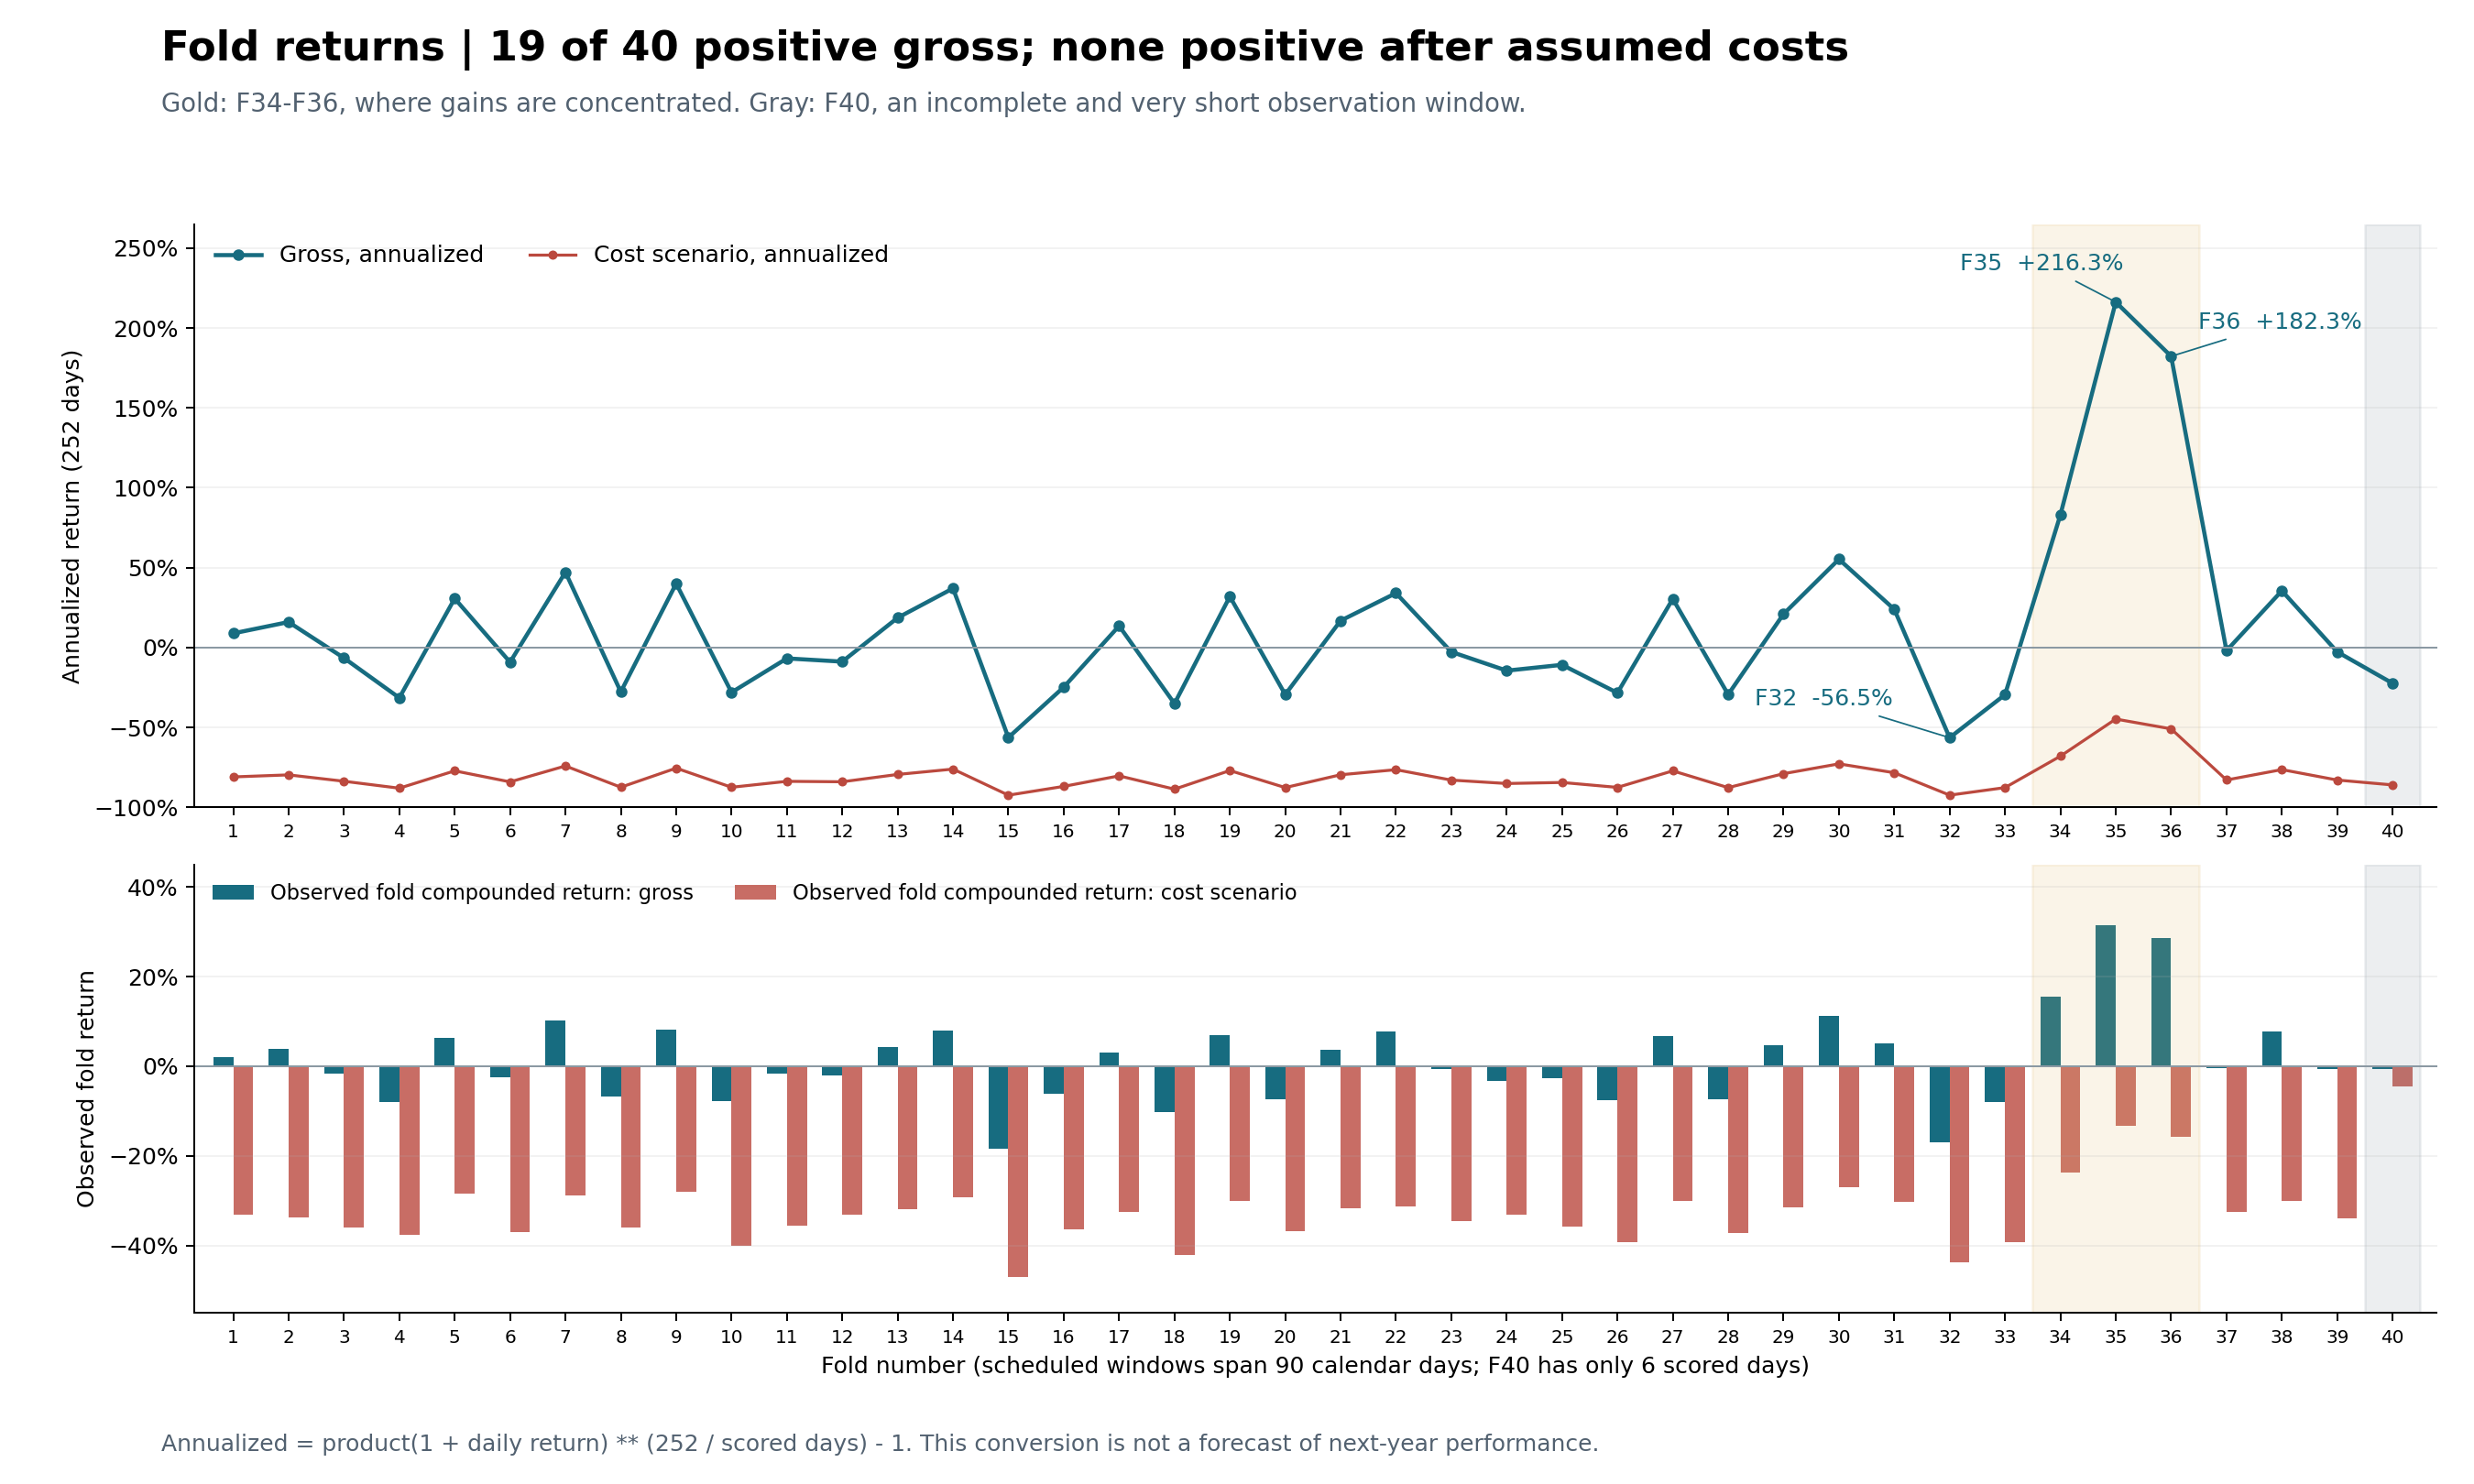 Fold returns | 19 of 40 positive gross; none positive after assumed costs
Gold: F34-F36, where gains are concentrated. Gray: F40, an incomplete and very short observation window.
Annualized return (252 days)
250%
200%
150%
100%
50%
0%
−50%
−100%
Gross, annualized
Cost scenario, annualized
F35 +216.3%
F36 +182.3%
F32 -56.5%
1 2 3 4 5 6 7 8 9 10 11 12 13 14 15 16 17 18 19 20 21 22 23 24 25 26 27 28 29 30 31 32 33 34 35 36 37 38 39 40
Observed fold return
40%
20%
0%
−20%
−40%
Observed fold compounded return: gross
Observed fold compounded return: cost scenario
1 2 3 4 5 6 7 8 9 10 11 12 13 14 15 16 17 18 19 20 21 22 23 24 25 26 27 28 29 30 31 32 33 34 35 36 37 38 39 40
Fold number (scheduled windows span 90 calendar days; F40 has only 6 scored days)
Annualized = product(1 + daily return) ** (252 / scored days) - 1. This conversion is not a forecast of next-year performance.